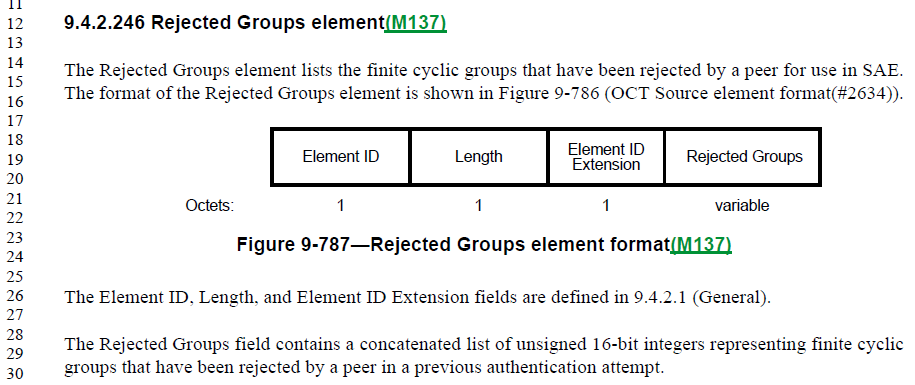 11
12 9.4.2.246 Rejected Groups element(M137)
13
14 The Rejected Groups element lists the finite cyclic groups that have been rejected by a peer for use in SAE.
15
16 The format of the Rejected Groups element is shown in Figure 9-786 (OCT Source element format(#2634)).
17
18
19 Element ID Length Element ID Extension Rejected Groups
20
21 Octets: 1 1 1 variable
22
23 Figure 9-787—Rejected Groups element format(M137)
24
25
26 The Element ID, Length, and Element ID Extension fields are defined in 9.4.2.1 (General).
27
28 The Rejected Groups field contains a concatenated list of unsigned 16-bit integers representing finite cyclic
29
30 groups that have been rejected by a peer in a previous authentication attempt.